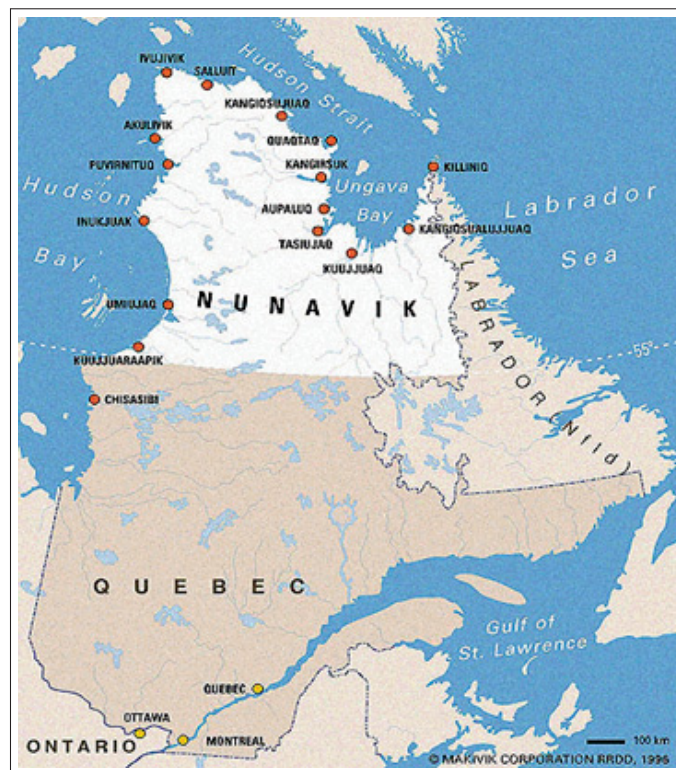 IVUJIVIK
SALLUIT
Hudson Strait
KANGIQSUJUAQ
AKULIVIK
QUAQTAQ
PUVIRNITUQ
KANGIRSUK
KILLINIQ
Hudson
Bay
Ungava
Bay
Labrador
Sea
AUPALUQ
INUKJUAK
TASIUJAQ
KANGIQSUALUJJUAQ
KUUJJUAQ
NUNAVIK
UMIUJAQ
LABRADOR (Nfld)
KUUJJUARAAPIK
55°
CHISASIBI
QUEBEC
Gulf of
St. Lawrence
QUEBEC
OTTAWA
MONTREAL
ONTARIO
100 km
© MAKIVIK CORPORATION RRDD, 1996